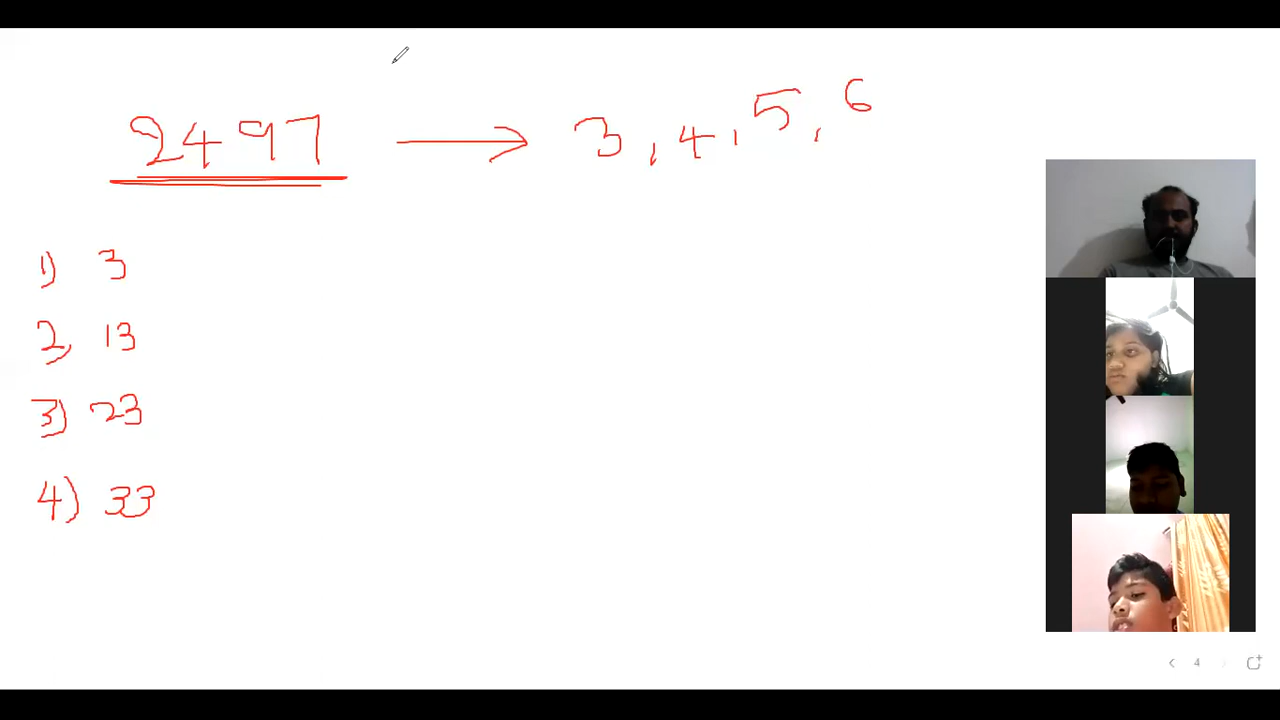 2497 → 3, 4, 5, 6
1) 3
2, 13
3) 23
4) 33
< 4 >